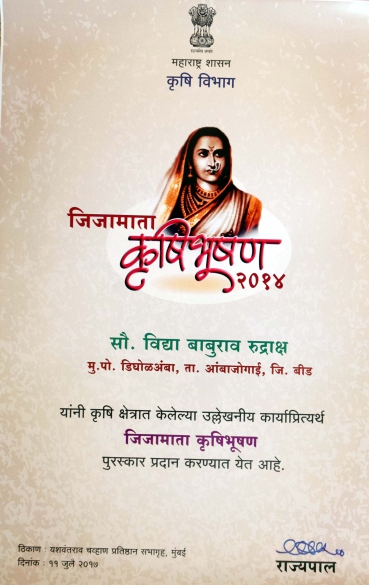 महाराष्ट्र शासन
कृषि विभाग
जिजामाता
कृषिभूषण
२०१४
सौ. विद्या बाबुराव रुद्राक्ष
मु.पो. डिघोळअंबा, ता. आंबाजोगाई, जि. बीड
यांनी कृषि क्षेत्रात केलेल्या उल्लेखनीय कार्याप्रित्यर्थ
जिजामाता कृषिभूषण
पुरस्कार प्रदान करण्यात येत आहे.
ठिकाण : यशवंतराव चव्हाण प्रतिष्ठान सभागृह, मुंबई
दिनांक : ११ जुलै २०१७
राज्यपाल